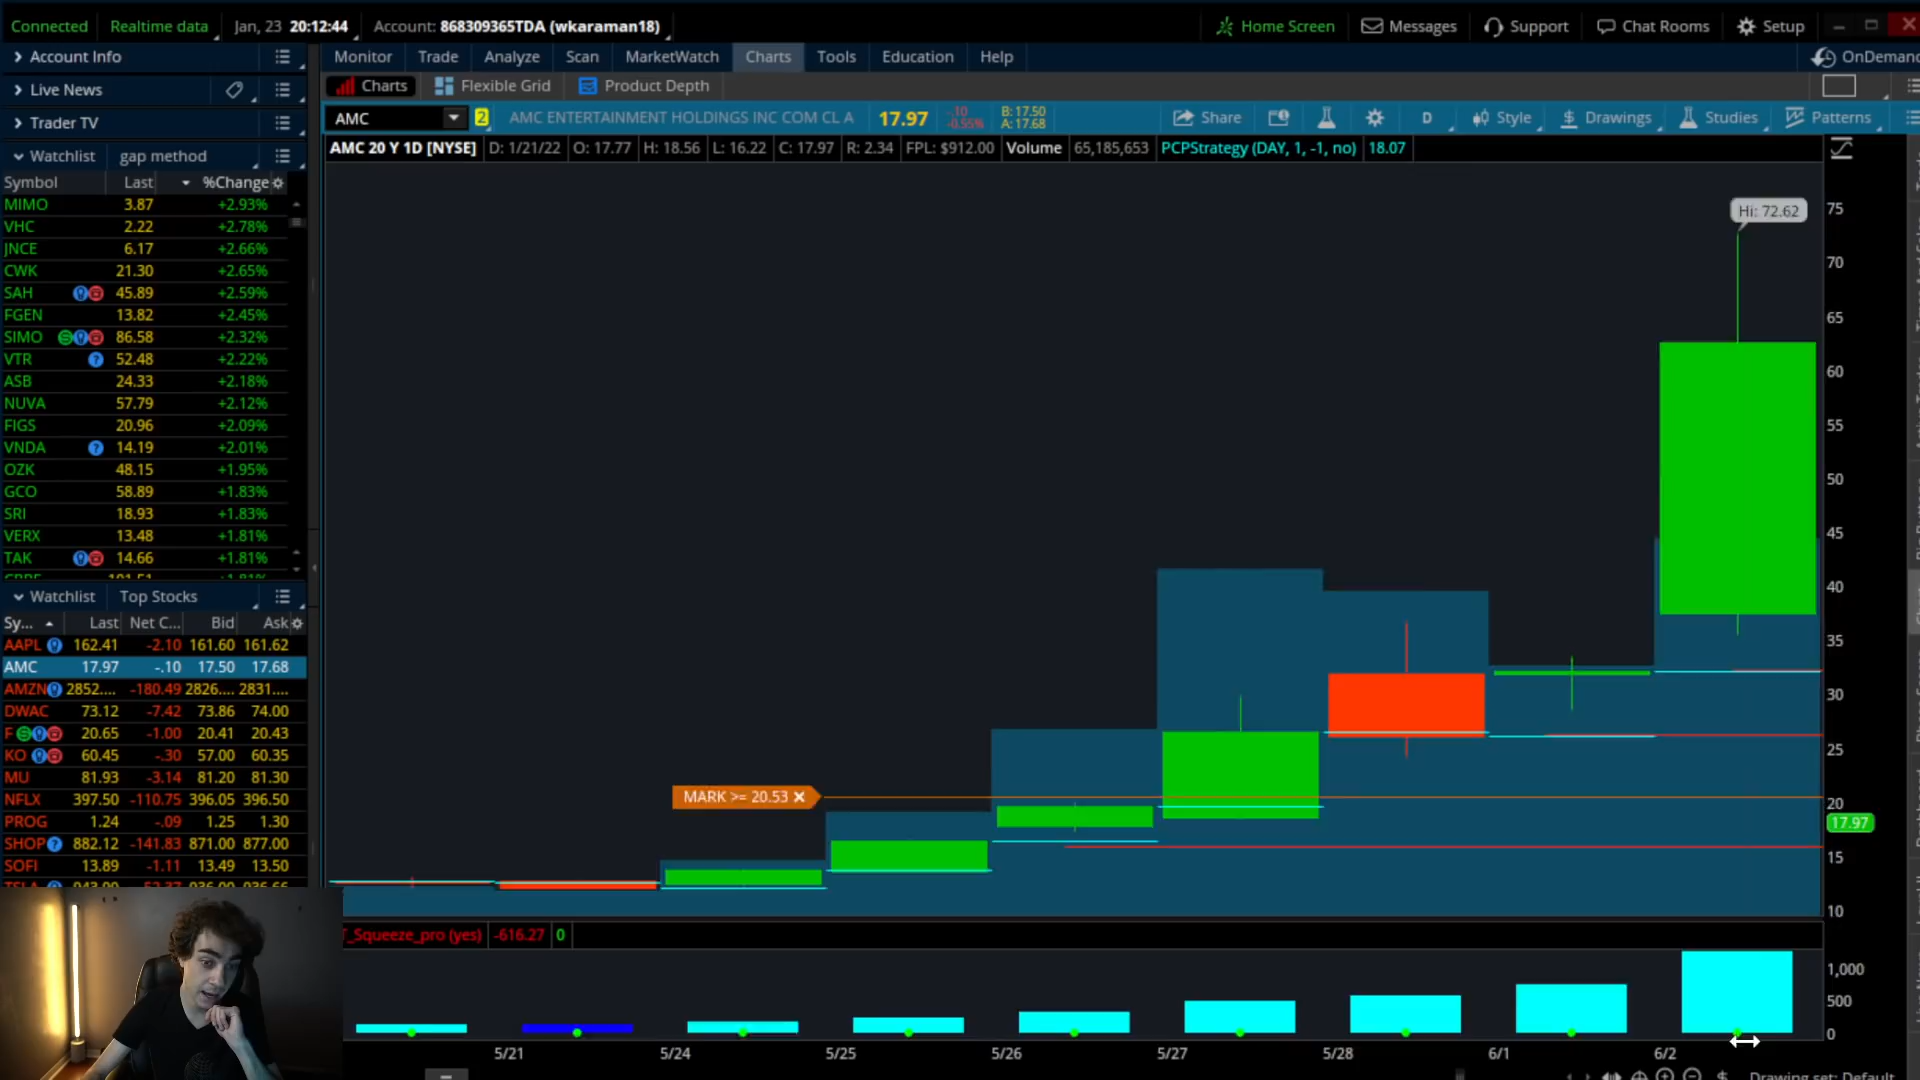 Connected Realtime data Jan, 23 20:12:44 Account: 868309365TDA (wkaraman18) Home Screen Messages Support Chat Rooms Setup
Account Info
Live News
Trader TV
Watchlist gap method
Symbol Last %Change
MIMO 3.87 +2.93%
VHC 2.22 +2.78%
JNCE 6.17 +2.66%
CWK 21.30 +2.65%
SAH 45.89 +2.59%
FGEN 13.82 +2.45%
SIMO 86.58 +2.32%
VTR 52.48 +2.22%
ASB 24.33 +2.18%
NUVA 57.79 +2.12%
FIGS 20.96 +2.09%
VNDA 14.19 +2.01%
OZK 48.15 +1.95%
GCO 58.89 +1.83%
SRI 18.93 +1.83%
VERX 13.48 +1.81%
TAK 14.66 +1.81%
Watchlist Top Stocks
Sy... Last Net C... Bid Ask
AAPL 162.41 -2.10 161.60 161.62
AMC 17.97 -.10 17.50 17.68
AMZN 2852.... -180.49 2826.... 2831....
DWAC 73.12 -7.42 73.86 74.00
F 20.65 -1.00 20.41 20.43
KO 60.45 -.30 57.00 60.35
MU 81.93 -3.14 81.20 81.30
NFLX 397.50 -110.75 396.05 396.50
PROG 1.24 -.09 1.25 1.30
SHOP 882.12 -141.83 871.00 877.00
SOFI 13.89 -1.11 13.49 13.50
Monitor Trade Analyze Scan MarketWatch Charts Tools Education Help OnDemand
Charts Flexible Grid Product Depth
AMC 2 AMC ENTERTAINMENT HOLDINGS INC COM CL A 17.97 -.10 -0.55% B: 17.50 A: 17.68 Share D Style Drawings Studies Patterns
AMC 20 Y 1D [NYSE] D: 1/21/22 O: 17.77 H: 18.56 L: 16.22 C: 17.97 R: 2.34 FPL: $912.00 Volume 65,185,653 PCPStrategy (DAY, 1, -1, no) 18.07
Hi: 72.62
75
70
65
60
55
50
45
40
35
30
25
MARK >= 20.53
20
17.97
15
10
T_Squeeze_pro (yes) -616.27 0
1,000
500
0
5/21 5/24 5/25 5/26 5/27 5/28 6/1 6/2
Drawing set: Default